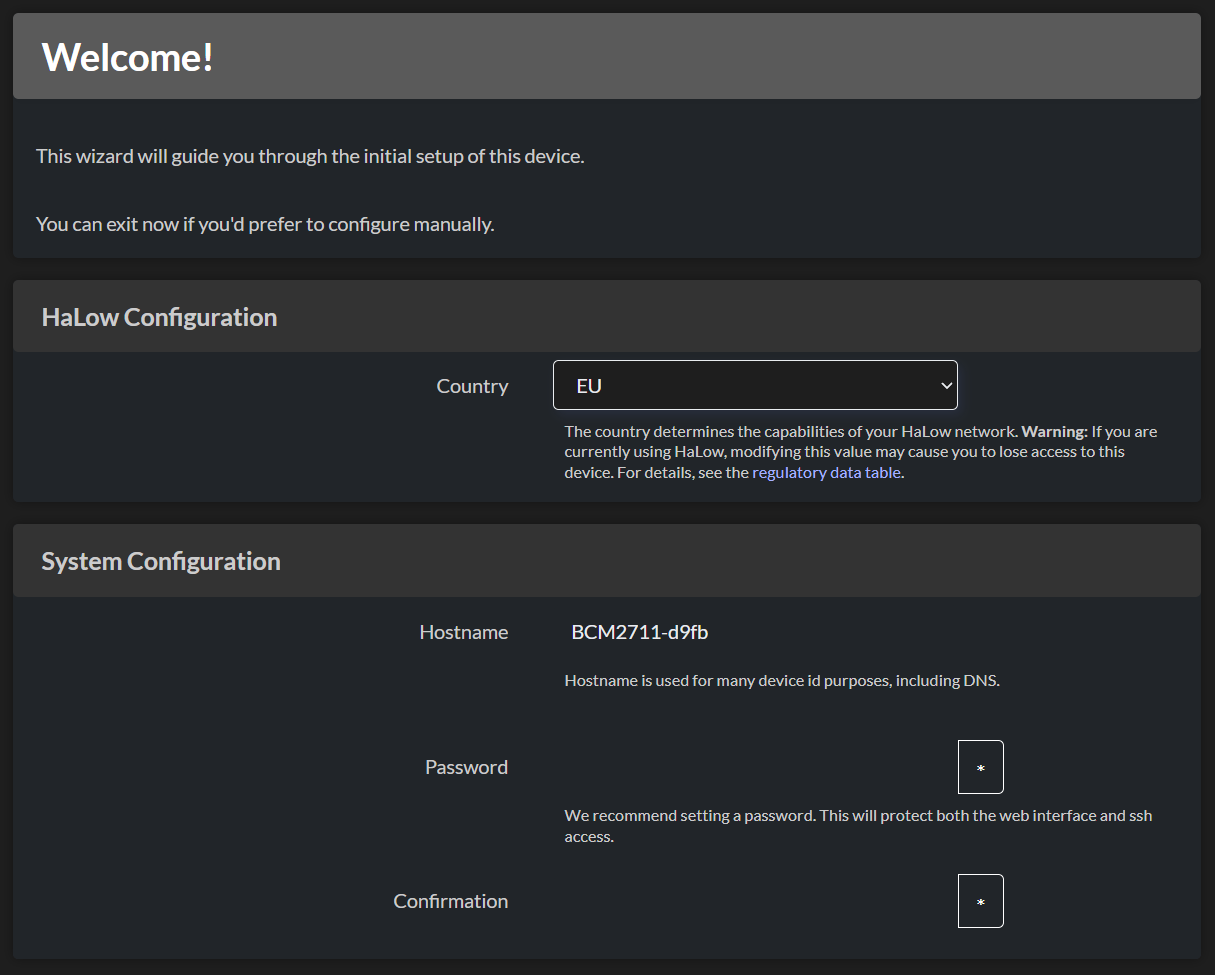 Welcome!
This wizard will guide you through the initial setup of this device.
You can exit now if you'd prefer to configure manually.
HaLow Configuration
Country
EU
The country determines the capabilities of your HaLow network. Warning: If you are
currently using HaLow, modifying this value may cause you to lose access to this
device. For details, see the regulatory data table.
System Configuration
Hostname
BCM2711-d9fb
Hostname is used for many device id purposes, including DNS.
Password
*
We recommend setting a password. This will protect both the web interface and ssh
access.
Confirmation
*